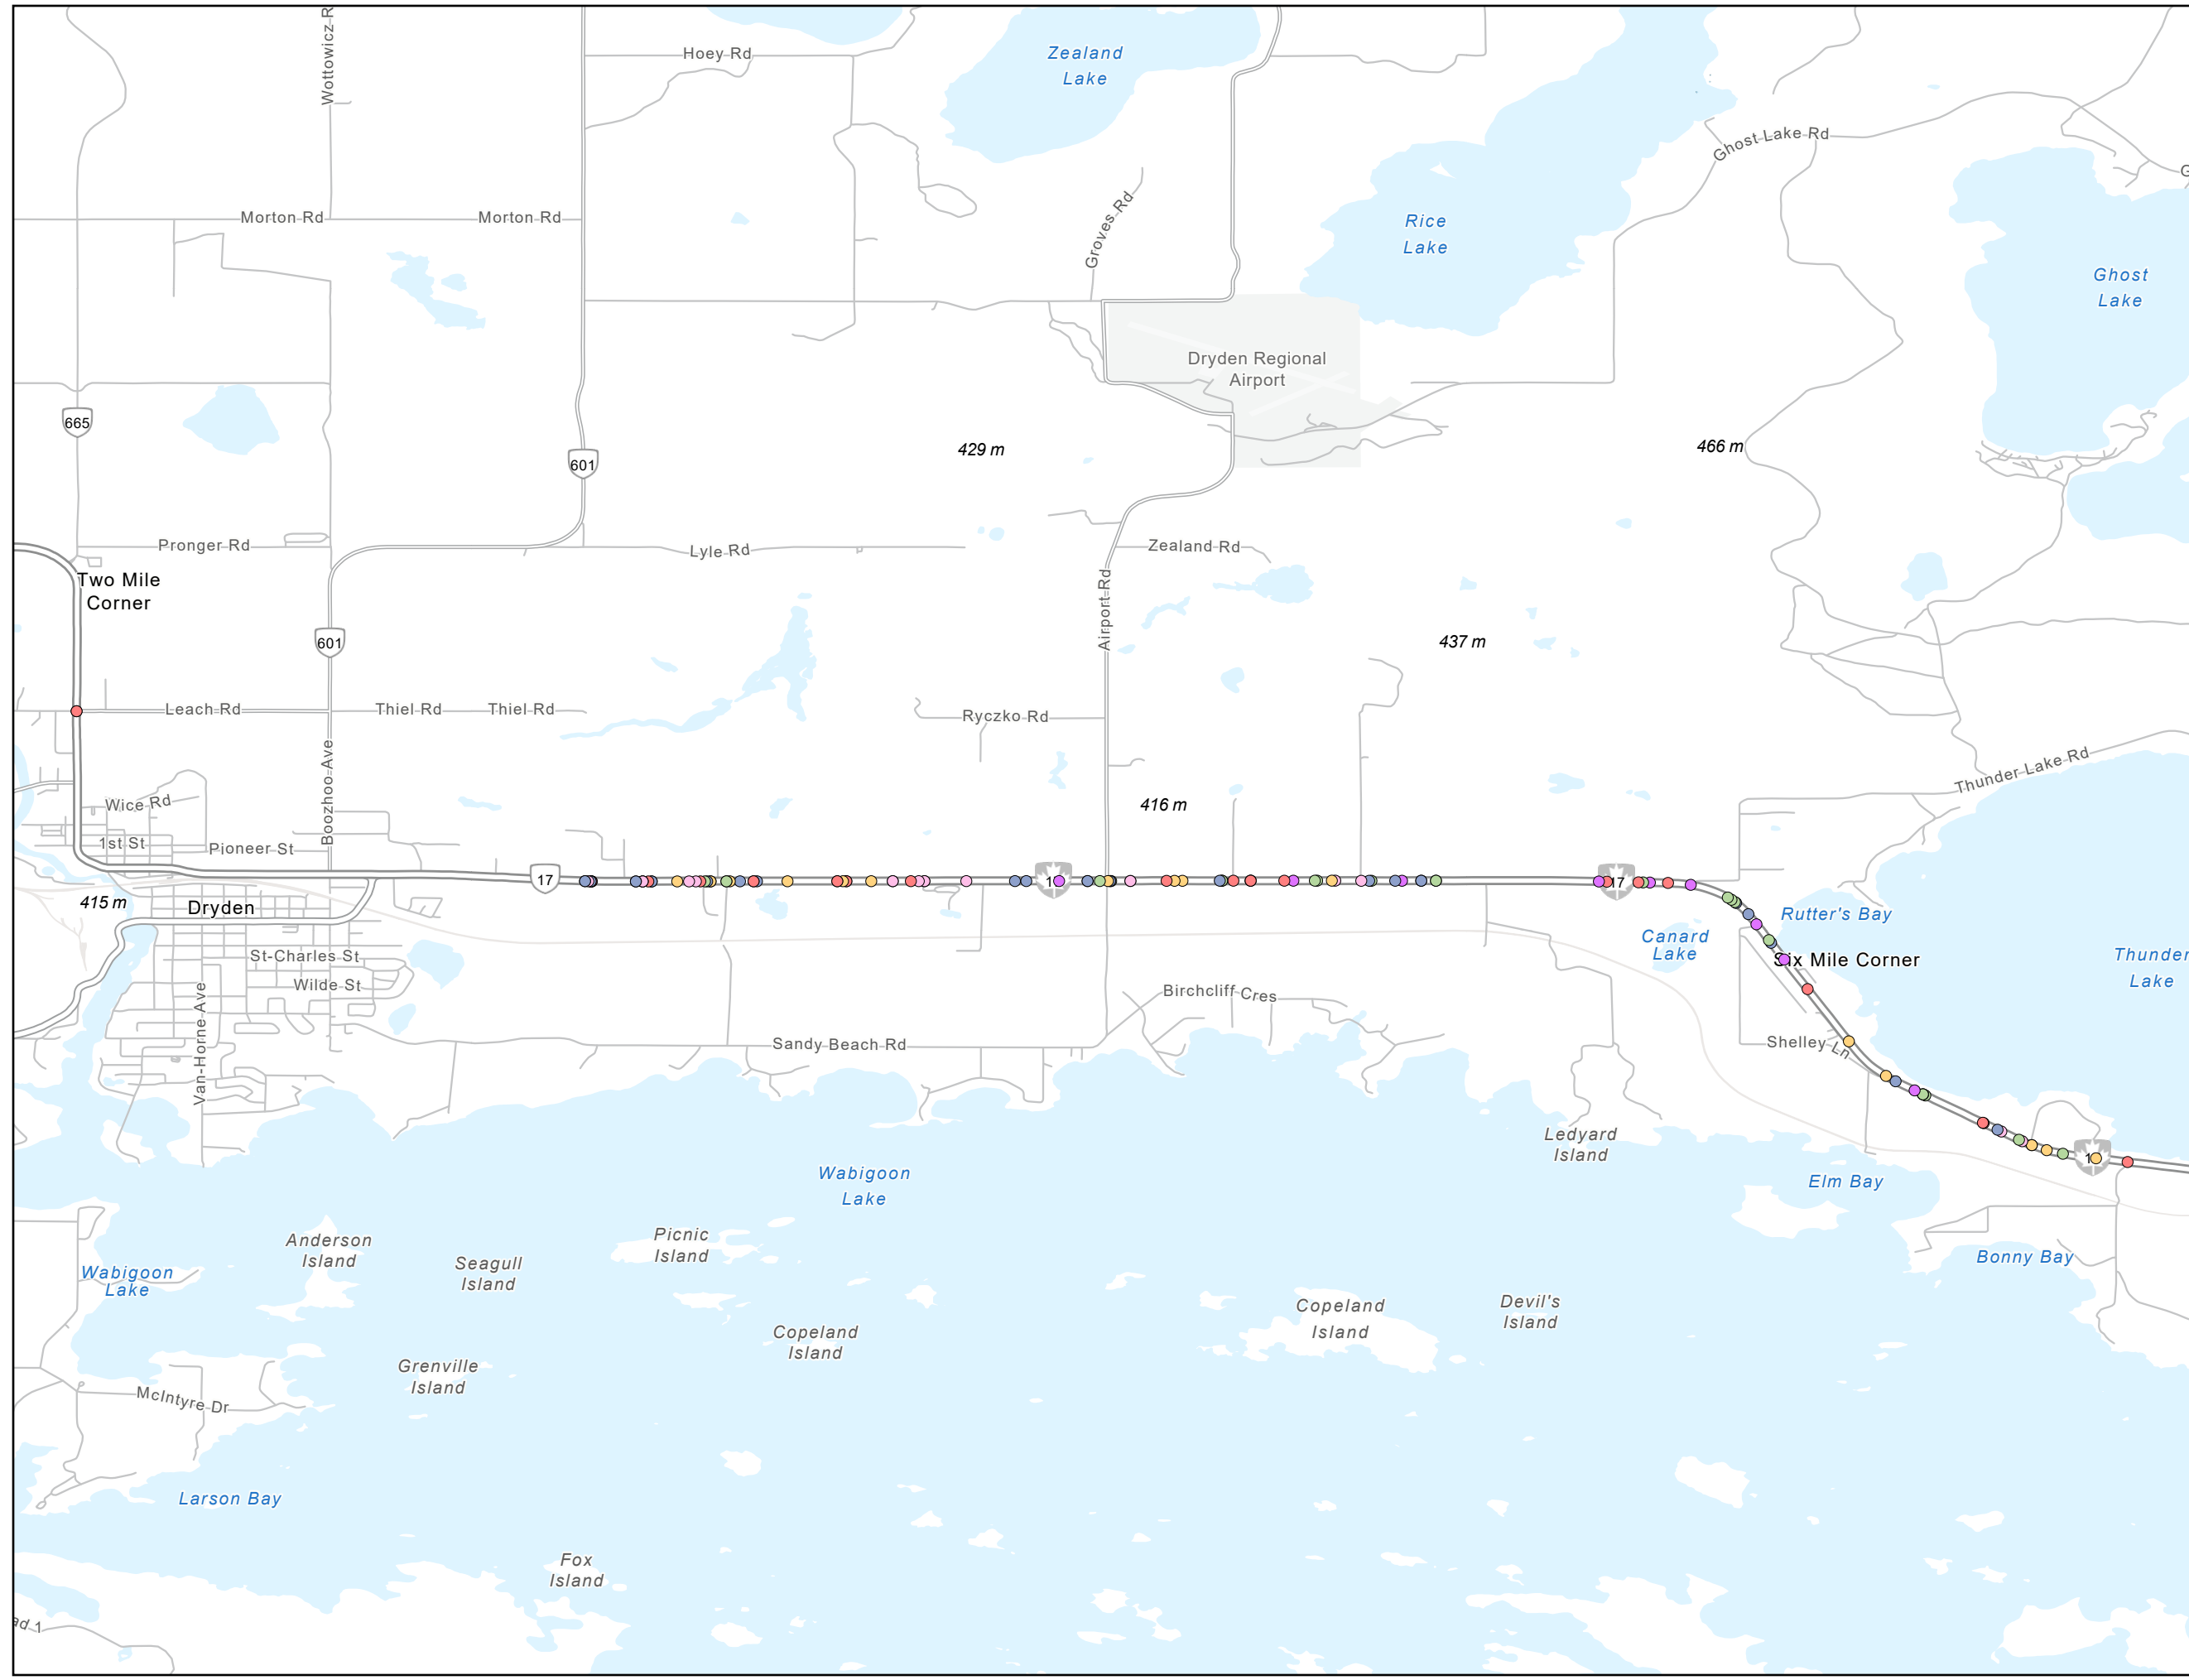 Wottowicz R
Hoey Rd
Zealand
Lake
Ghost Lake Rd
G
Morton Rd
Morton Rd
Groves Rd
Rice
Lake
Ghost
Lake
Dryden Regional
Airport
665
601
429 m
466 m
Pronger Rd
Lyle Rd
Zealand Rd
Two Mile
Corner
Airport Rd
601
437 m
Leach Rd
Thiel Rd
Thiel Rd
Ryczko Rd
Boozhoo Ave
Thunder Lake Rd
Wice Rd
416 m
1st St
Pioneer St
17
1
17
415 m
Dryden
Rutter's Bay
Canard
Lake
Six Mile Corner
Thunder
Lake
St-Charles St
Wilde St
Birchcliff Cres
Van Horne Ave
Sandy Beach Rd
Shelley Ln
Ledyard
Island
1
Wabigoon
Lake
Elm Bay
Anderson
Island
Picnic
Island
Seagull
Island
Bonny Bay
Wabigoon
Lake
Copeland
Island
Devil's
Island
Copeland
Island
Grenville
Island
McIntyre Dr
Larson Bay
Fox
Island
ad 1